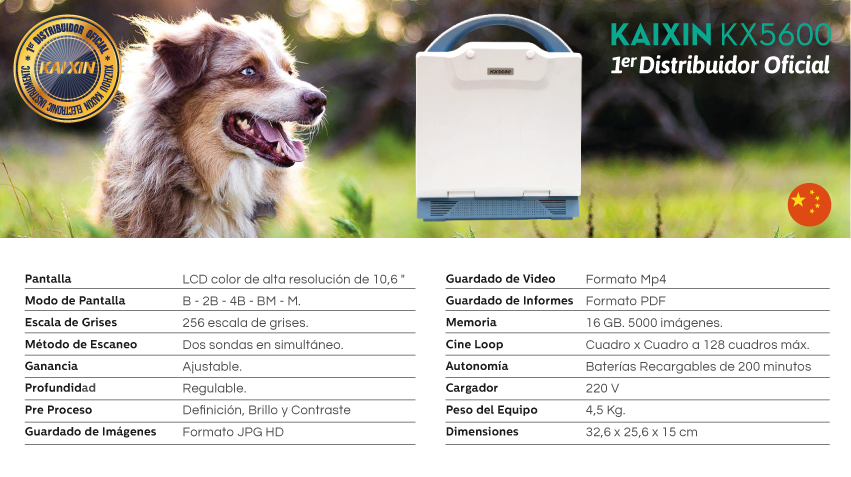 1er DISTRIBUIDOR OFICIAL
KAIXIN
XUZHOU KAIXIN ELECTRONIC INSTRUMENT
KX5600
KAIXIN KX5600
1er Distribuidor Oficial
Pantalla LCD color de alta resolución de 10,6 "
Modo de Pantalla B - 2B - 4B - BM - M.
Escala de Grises 256 escala de grises.
Método de Escaneo Dos sondas en simultáneo.
Ganancia Ajustable.
Profundidad Regulable.
Pre Proceso Definición, Brillo y Contraste
Guardado de Imágenes Formato JPG HD
Guardado de Video Formato Mp4
Guardado de Informes Formato PDF
Memoria 16 GB. 5000 imágenes.
Cine Loop Cuadro x Cuadro a 128 cuadros máx.
Autonomía Baterías Recargables de 200 minutos
Cargador 220 V
Peso del Equipo 4,5 Kg.
Dimensiones 32,6 x 25,6 x 15 cm